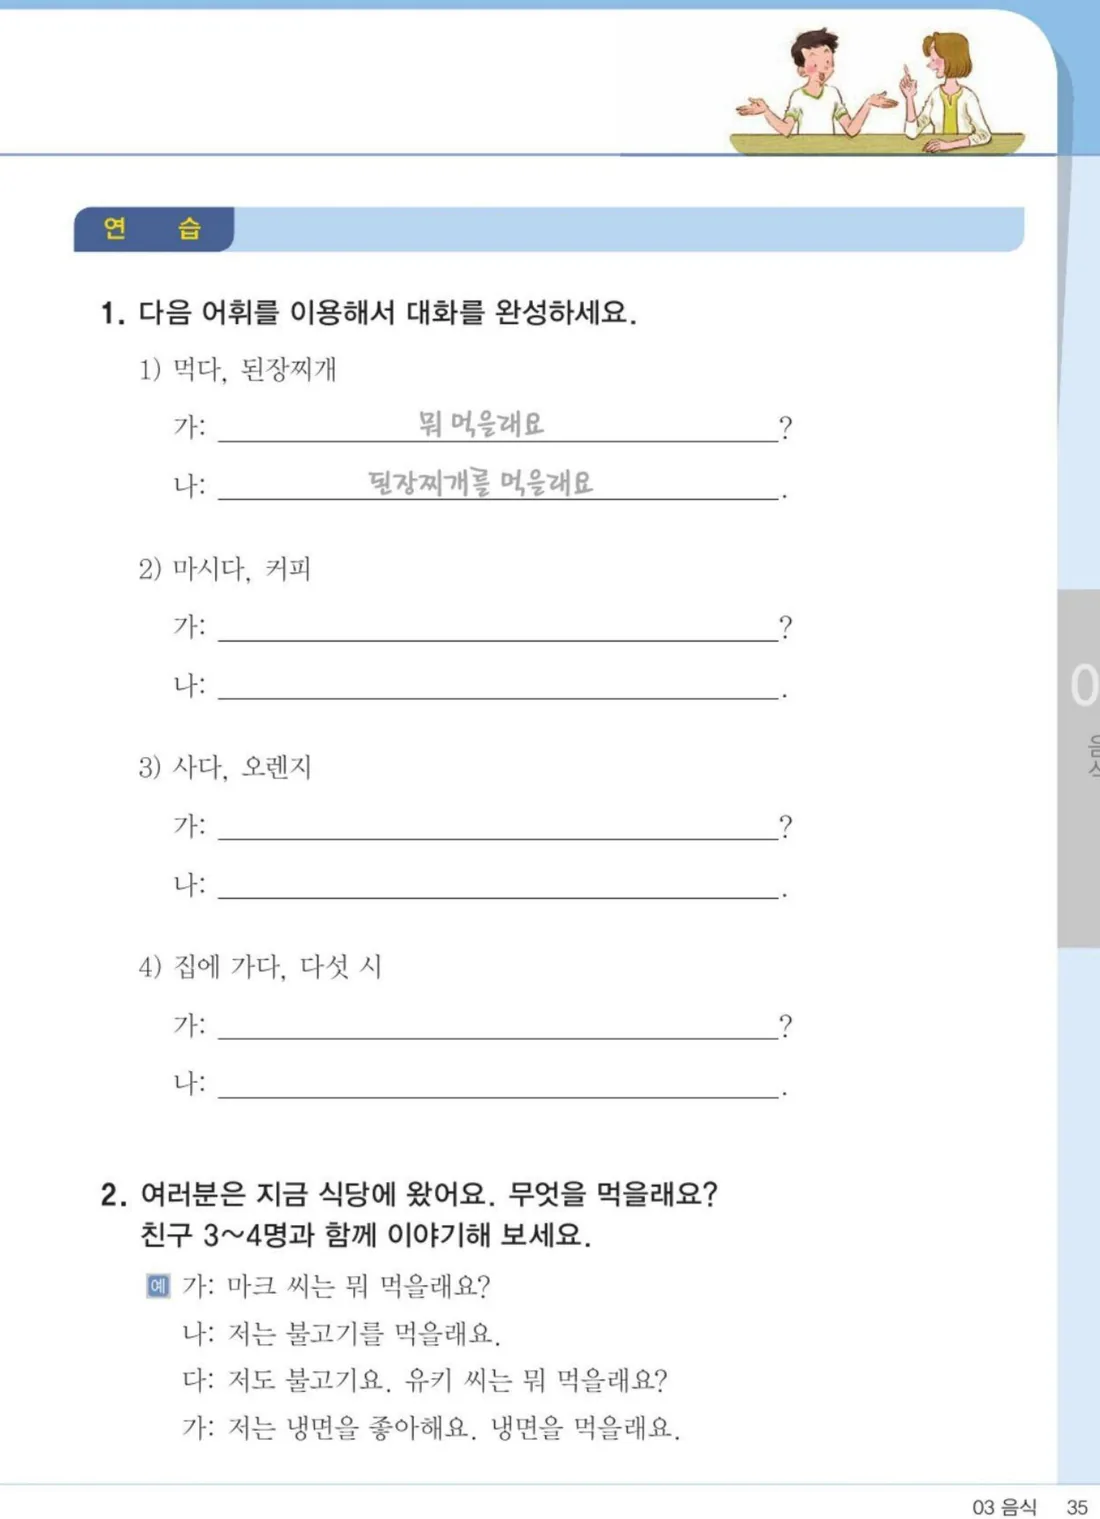 연 습
1. 다음 어휘를 이용해서 대화를 완성하세요.
1) 먹다, 된장찌개
가: 뭐 먹을래요?
나: 된장찌개를 먹을래요.
2) 마시다, 커피
가: ?
나: .
3) 사다, 오렌지
가: ?
나: .
4) 집에 가다, 다섯 시
가: ?
나: .
2. 여러분은 지금 식당에 왔어요. 무엇을 먹을래요?
친구 3~4명과 함께 이야기해 보세요.
예 가: 마크 씨는 뭐 먹을래요?
나: 저는 불고기를 먹을래요.
다: 저도 불고기요. 유키 씨는 뭐 먹을래요?
가: 저는 냉면을 좋아해요. 냉면을 먹을래요.
0
음식
03 음식 35